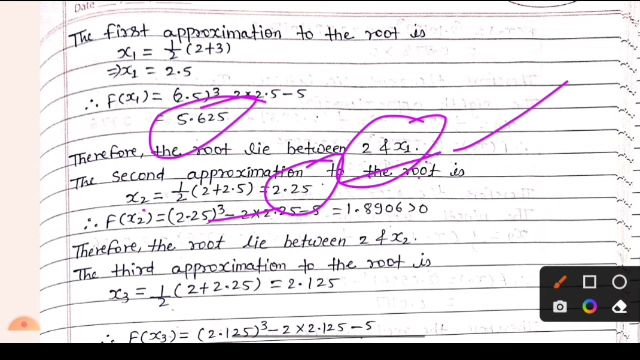 Date
The first approximation to the root is
x₁ = 1/2 (2+3)
⇒x₁ = 2.5
∴ F(x₁) = (2.5)³ - 2×2.5 - 5
= 5.625
Therefore, the root lie between 2 & x₁.
The second approximation to the root is
x₂ = 1/2 (2+2.5) = 2.25
∴ F(x₂) = (2.25)³ - 2×2.25 - 5 = 1.8906 > 0
Therefore, the root lie between 2 & x₂.
The third approximation to the root is
x₃ = 1/2 (2+2.25) = 2.125
∴ F(x₃) = (2.125)³ - 2×2.125 - 5